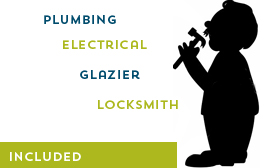 PLUMBING
ELECTRICAL
GLAZIER
LOCKSMITH
INCLUDED